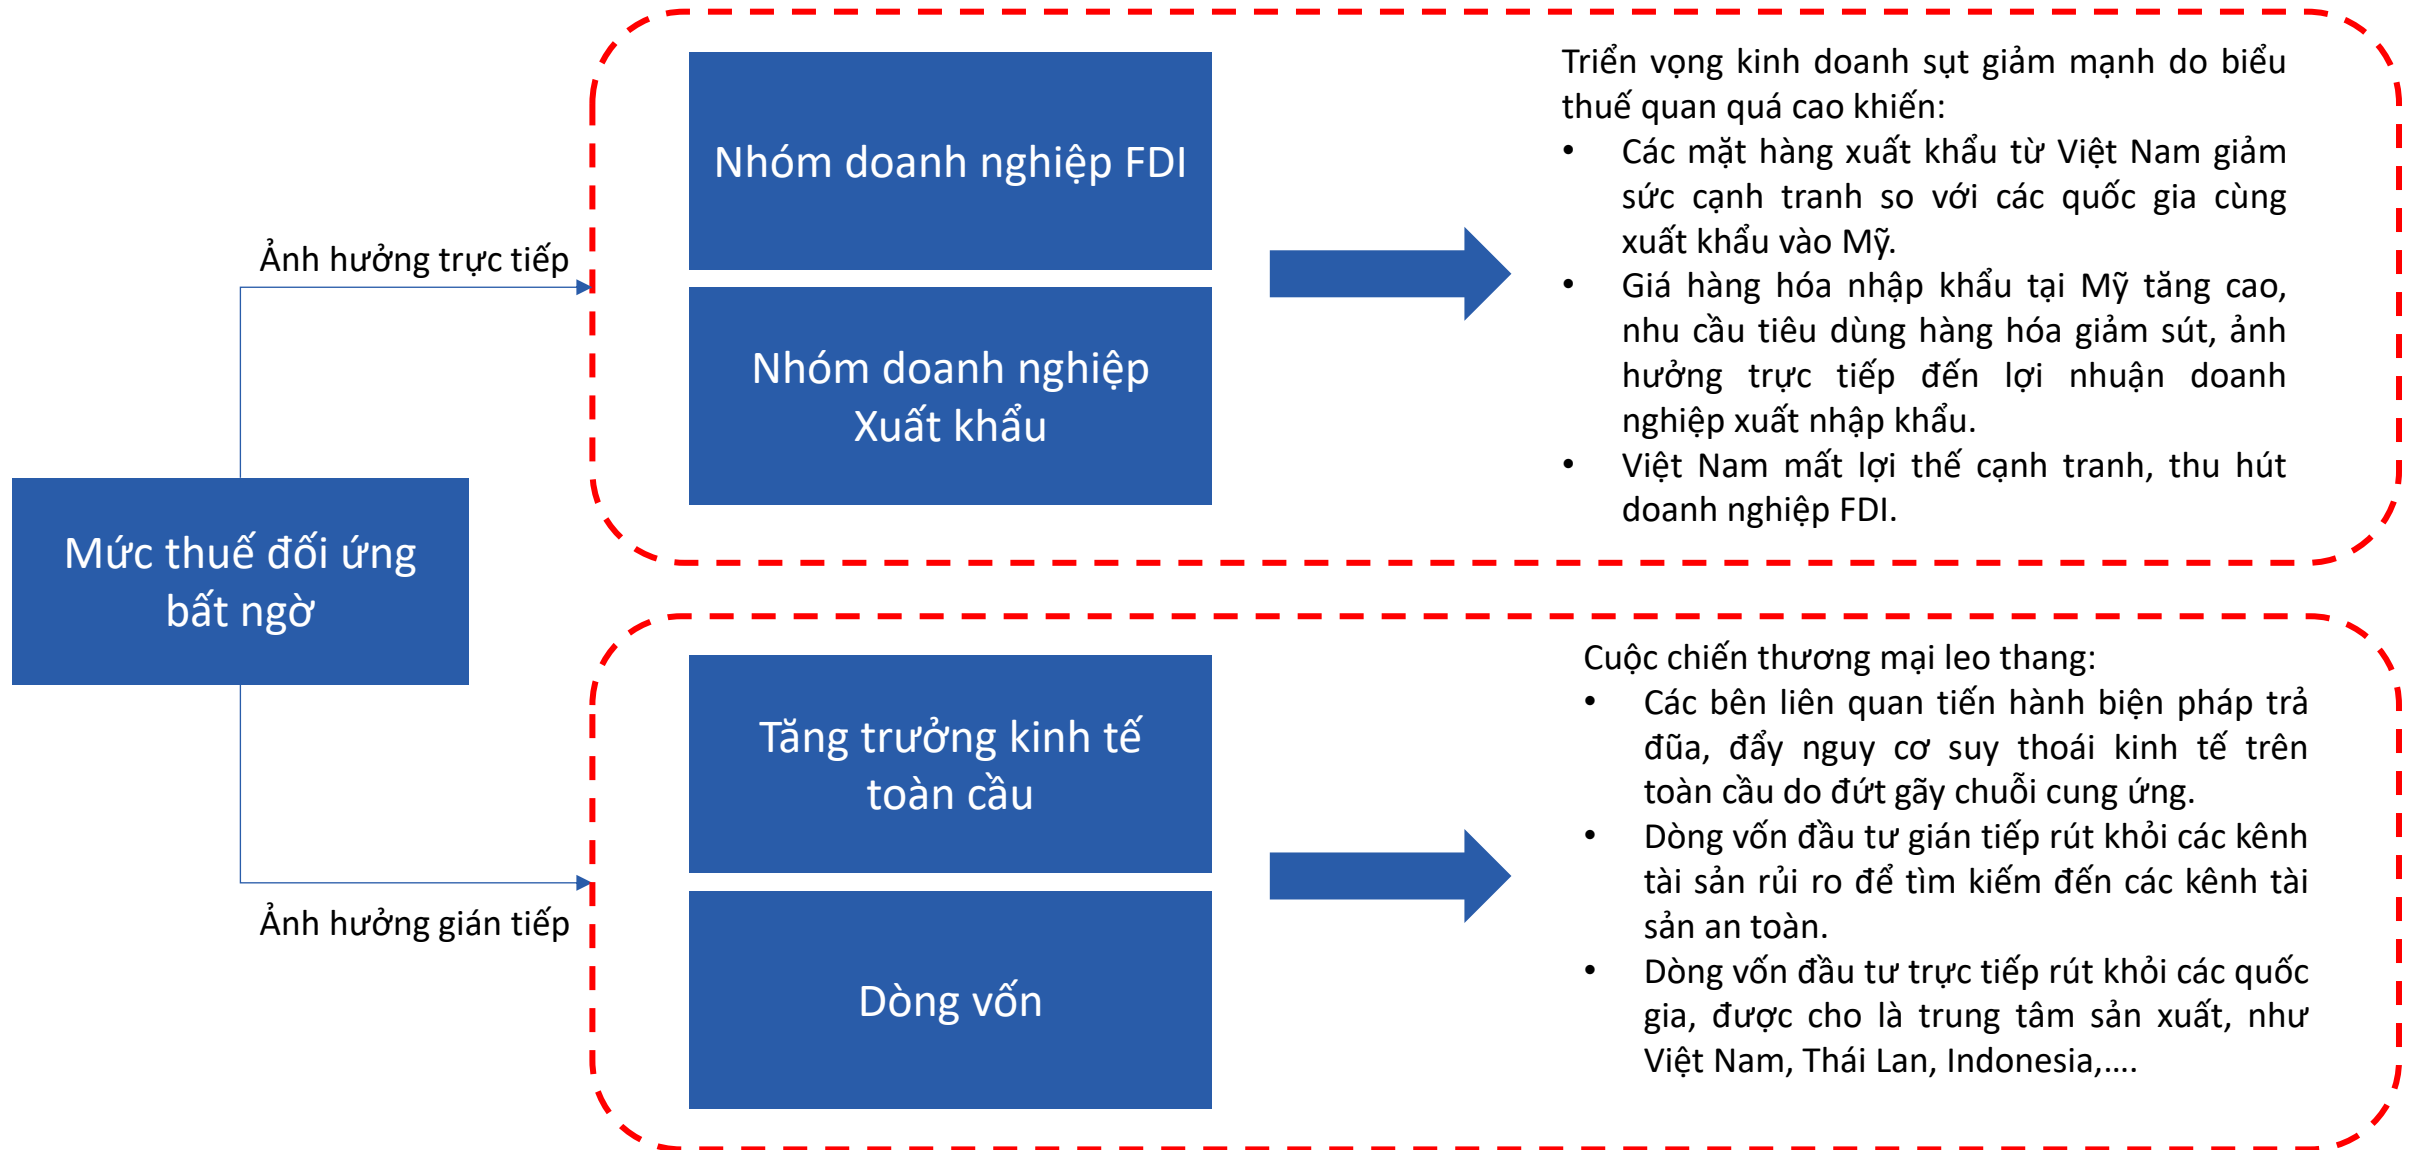 Mức thuế đối ứng
bất ngờ
Ảnh hưởng trực tiếp
Nhóm doanh nghiệp FDI
Nhóm doanh nghiệp
Xuất khẩu
Triển vọng kinh doanh sụt giảm mạnh do biểu
thuế quan quá cao khiến:
• Các mặt hàng xuất khẩu từ Việt Nam giảm
sức cạnh tranh so với các quốc gia cùng
xuất khẩu vào Mỹ.
• Giá hàng hóa nhập khẩu tại Mỹ tăng cao,
nhu cầu tiêu dùng hàng hóa giảm sút, ảnh
hưởng trực tiếp đến lợi nhuận doanh
nghiệp xuất nhập khẩu.
• Việt Nam mất lợi thế cạnh tranh, thu hút
doanh nghiệp FDI.
Ảnh hưởng gián tiếp
Tăng trưởng kinh tế
toàn cầu
Dòng vốn
Cuộc chiến thương mại leo thang:
• Các bên liên quan tiến hành biện pháp trả
đũa, đẩy nguy cơ suy thoái kinh tế trên
toàn cầu do đứt gãy chuỗi cung ứng.
• Dòng vốn đầu tư gián tiếp rút khỏi các kênh
tài sản rủi ro để tìm kiếm đến các kênh tài
sản an toàn.
• Dòng vốn đầu tư trực tiếp rút khỏi các quốc
gia, được cho là trung tâm sản xuất, như
Việt Nam, Thái Lan, Indonesia,....